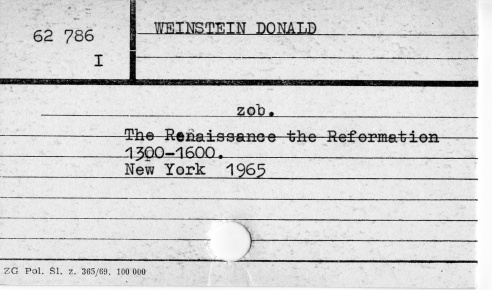 62 786
I
WEINSTEIN DONALD
zob.
The Renaissance the Reformation
1300-1600.
New York 1965
ZG Pol. Śl. z. 365/69. 100 000